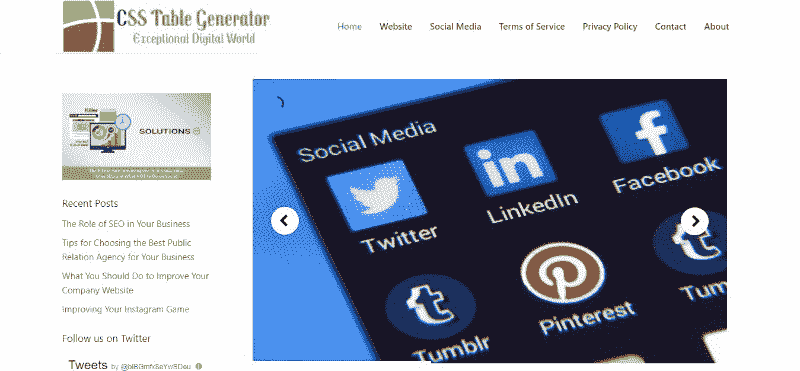 CSS Table Generator
Exceptional Digital World
Home Website Social Media Terms of Service Privacy Policy Contact About
SOLUTIONS
Recent Posts
The Role of SEO in Your Business
Tips for Choosing the Best Public
Relation Agency for Your Business
What You Should Do to Improve Your
Company Website
Improving Your Instagram Game
Follow us on Twitter
Tweets by
Social Media
Twitter
LinkedIn
Facebook
Tumblr
Pinterest
Tum